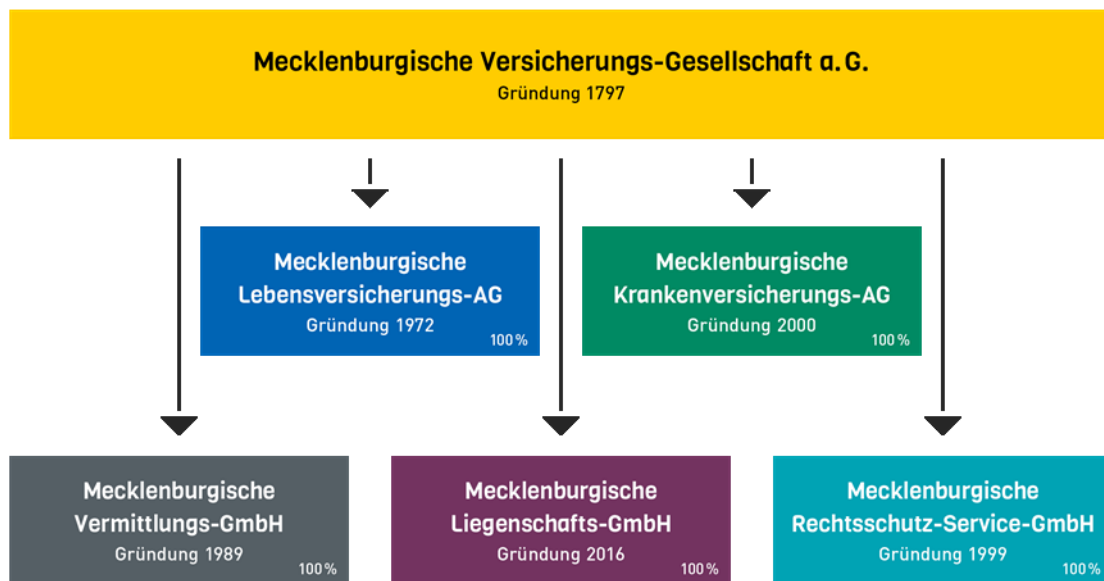 Mecklenburgische Versicherungs-Gesellschaft a. G.
Gründung 1797
Mecklenburgische
Lebensversicherungs-AG
Gründung 1972
100 %
Mecklenburgische
Krankenversicherungs-AG
Gründung 2000
100 %
Mecklenburgische
Vermittlungs-GmbH
Gründung 1989
100 %
Mecklenburgische
Liegenschafts-GmbH
Gründung 2016
100 %
Mecklenburgische
Rechtsschutz-Service-GmbH
Gründung 1999
100 %